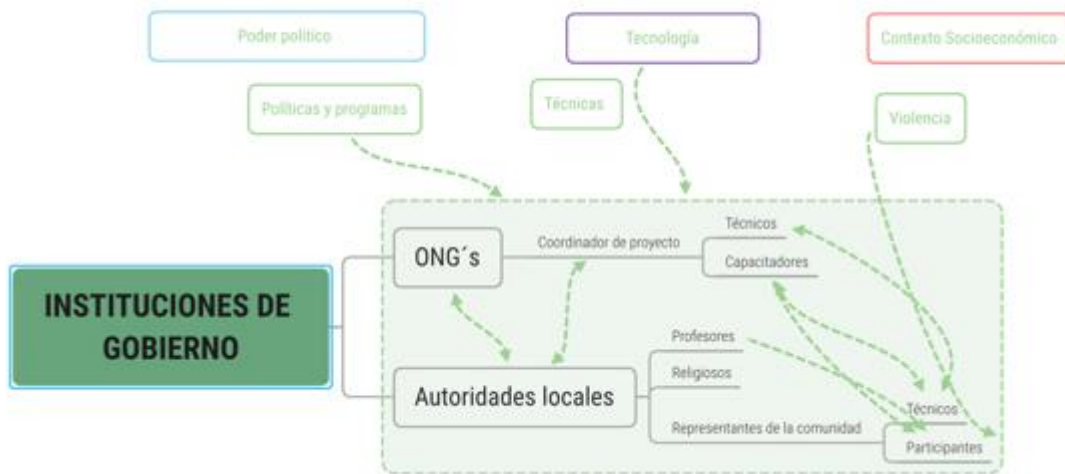 Poder político
Tecnología
Contexto Socioeconómico
Políticas y programas
Técnicas
Violencia
Técnicos
ONG´s
Coordinador de proyecto
Capacitadores
INSTITUCIONES DE
GOBIERNO
Profesores
Religiosos
Autoridades locales
Técnicos
Representantes de la comunidad
Participantes